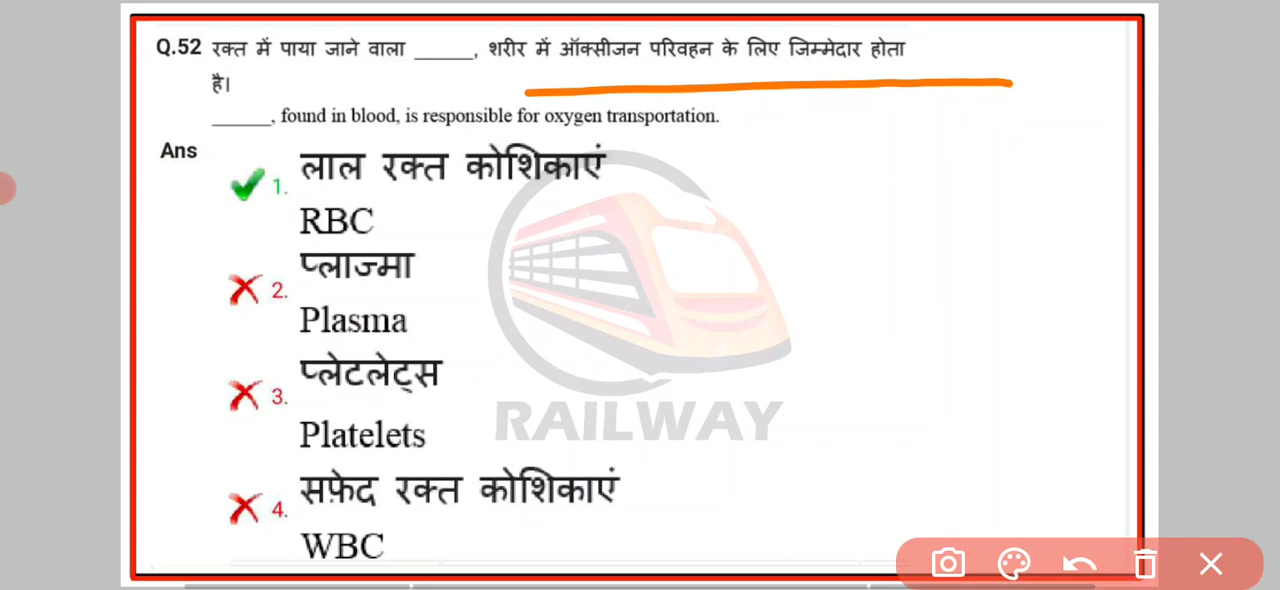 Q.52 रक्त में पाया जाने वाला ______, शरीर में ऑक्सीजन परिवहन के लिए जिम्मेदार होता
है।
______, found in blood, is responsible for oxygen transportation.
Ans
1. लाल रक्त कोशिकाएं
RBC
2. प्लाज्मा
Plasma
3. प्लेटलेट्स
Platelets
4. सफ़ेद रक्त कोशिकाएं
WBC
RAILWAY